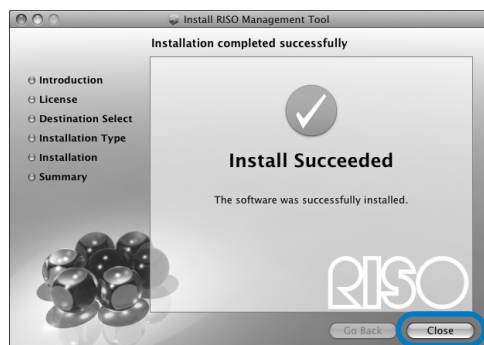 Install RISO Management Tool
Installation completed successfully
Introduction
License
Destination Select
Installation Type
Installation
Summary
Install Succeeded
The software was successfully installed.
RISO
Go Back
Close